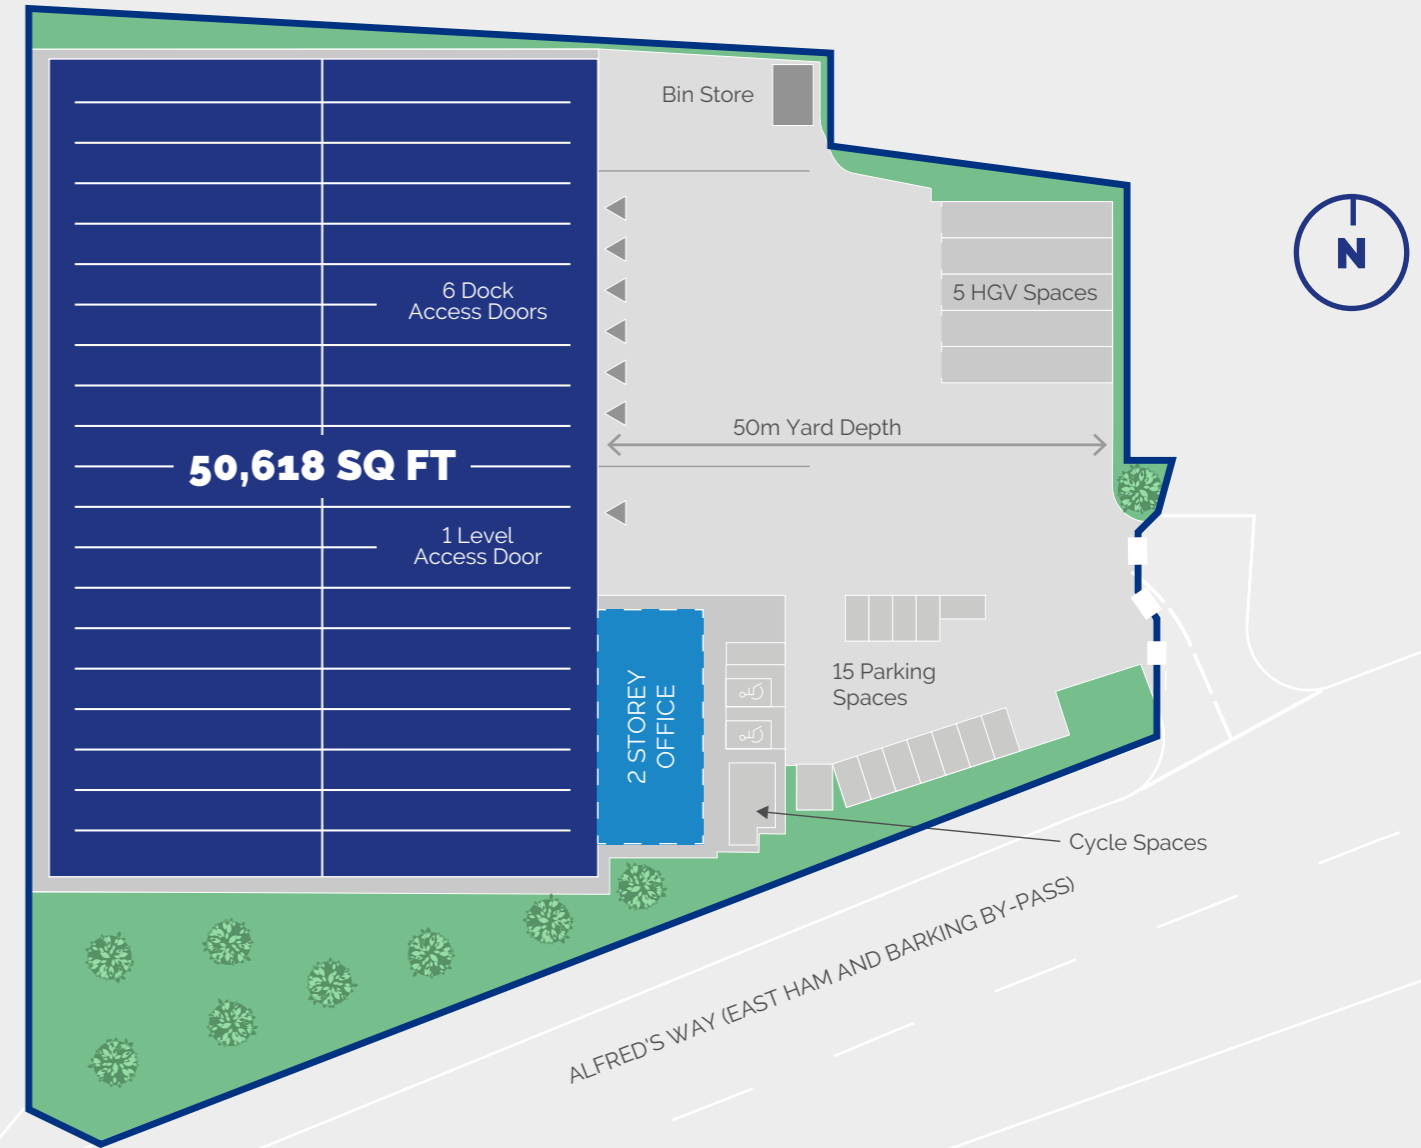 Bin Store
N
6 Dock
Access Doors
5 HGV Spaces
50m Yard Depth
50,618 SQ FT
1 Level
Access Door
2 STOREY
OFFICE
15 Parking
Spaces
Cycle Spaces
ALFRED'S WAY (EAST HAM AND BARKING BY-PASS)